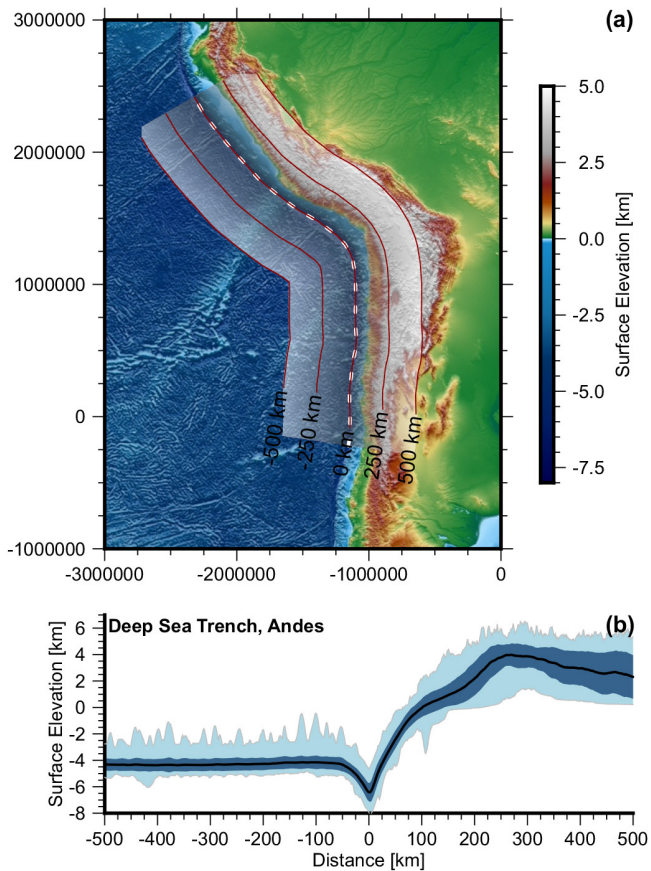 (a)
3000000
2000000
1000000
0
-1000000
-3000000 -2000000 -1000000 0
-500 km
-250 km
0 km
250 km
500 km
5.0
2.5
0.0
-2.5
-5.0
-7.5
Surface Elevation [km]
Deep Sea Trench, Andes
(b)
6
4
2
0
-2
-4
-6
-8
Surface Elevation [km]
-500 -400 -300 -200 -100 0 100 200 300 400 500
Distance [km]